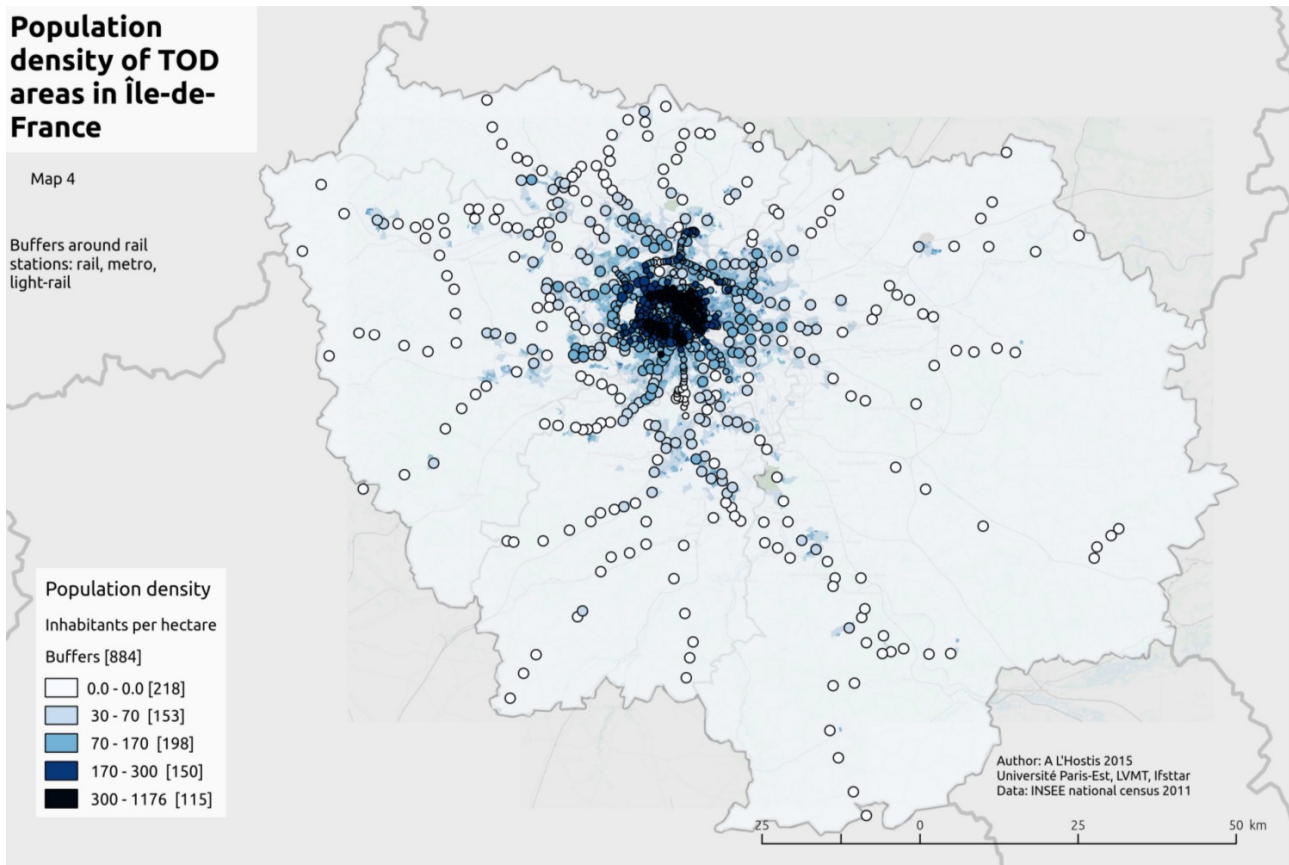 Population
density of TOD
areas in Île-de-
France
Map 4
Buffers around rail
stations: rail, metro,
light-rail
Population density
Inhabitants per hectare
Buffers [884]
0.0 - 0.0 [218]
30 - 70 [153]
70 - 170 [198]
170 - 300 [150]
300 - 1176 [115]
Author: A L'Hostis 2015
Université Paris-Est, LVMT, Ifsttar
Data: INSEE national census 2011
25 0 25 50 km